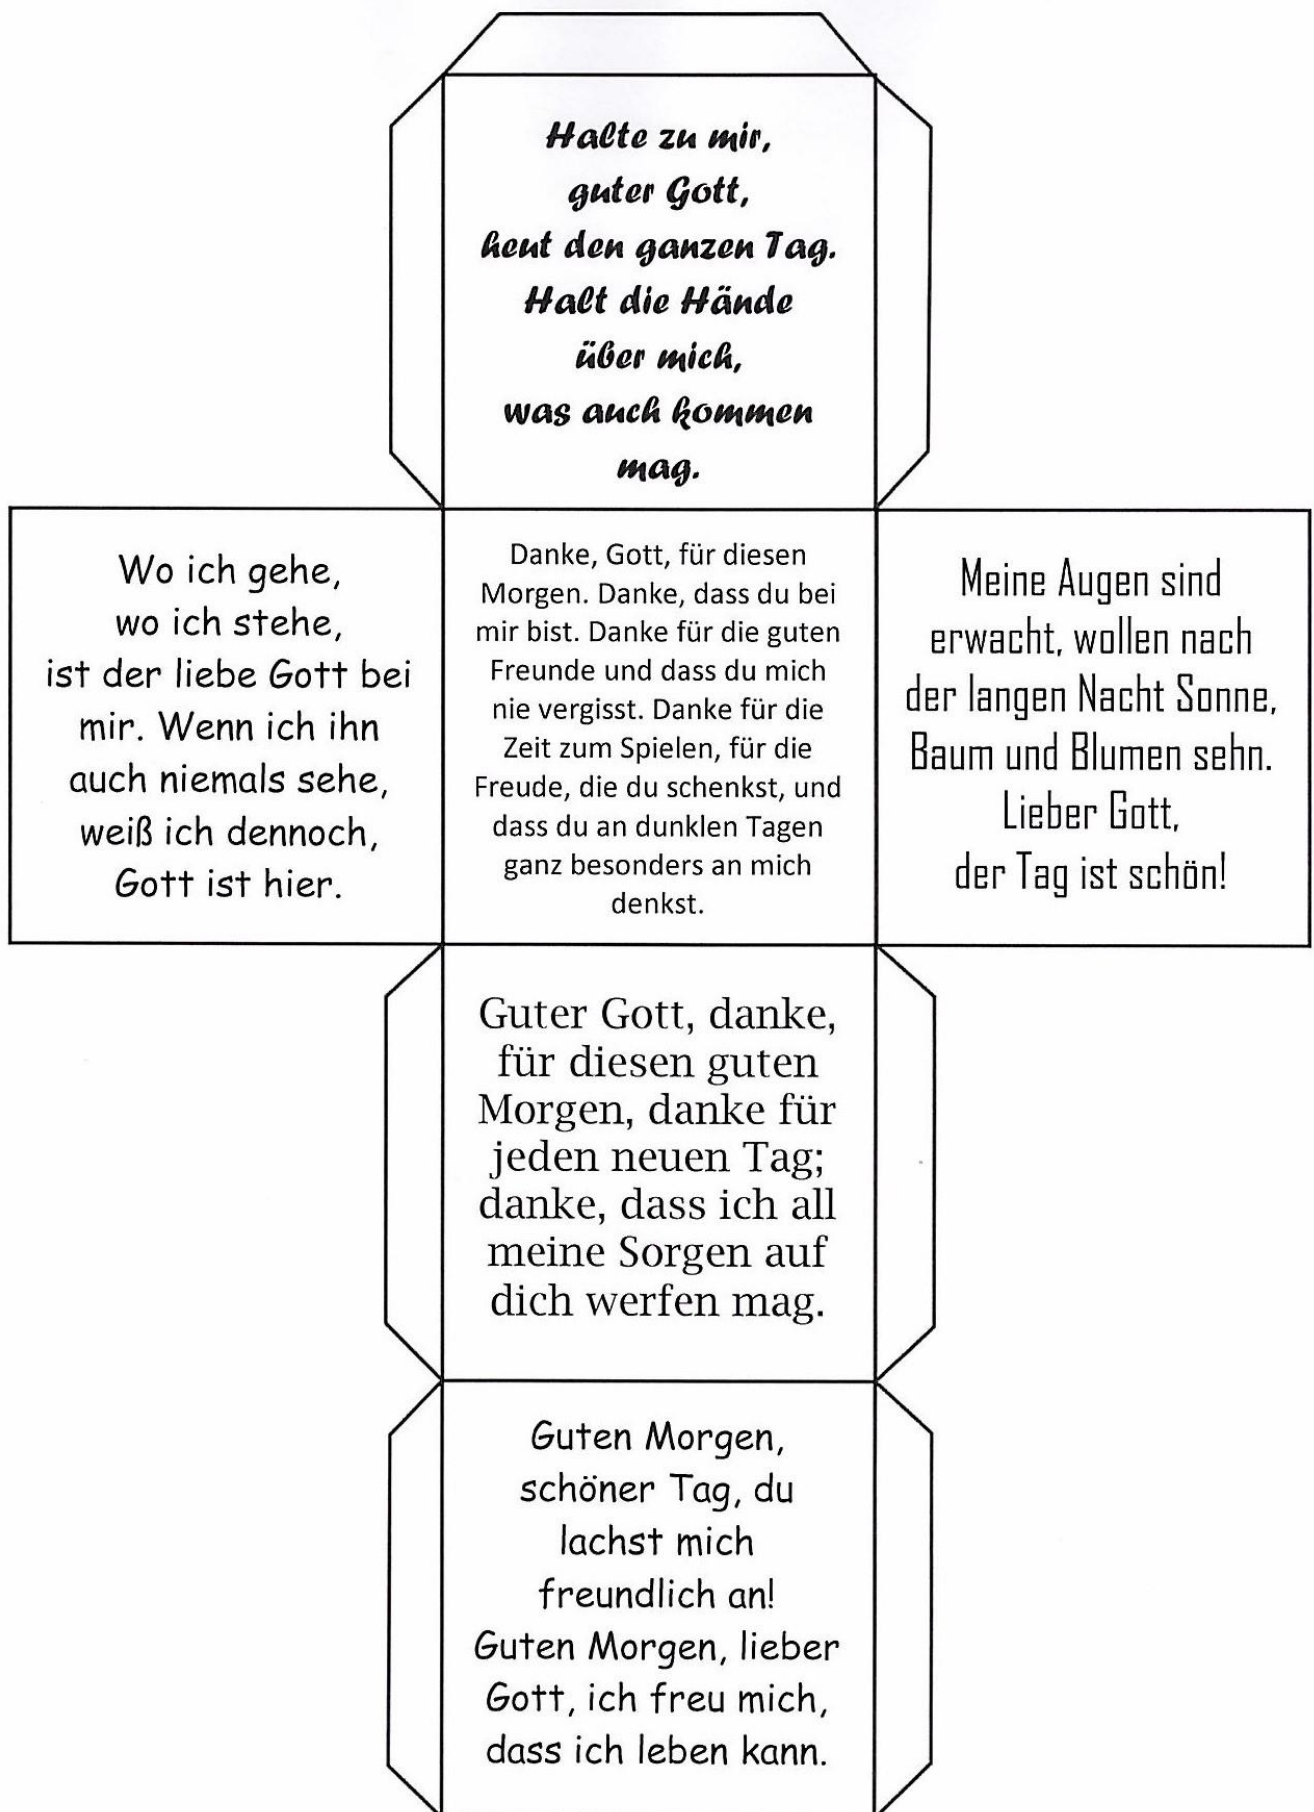 Halte zu mir,
guter Gott,
heut den ganzen Tag.
Halt die Hände
über mich,
was auch kommen
mag.
Wo ich gehe,
wo ich stehe,
ist der liebe Gott bei
mir. Wenn ich ihn
auch niemals sehe,
weiß ich dennoch,
Gott ist hier.
Danke, Gott, für diesen
Morgen. Danke, dass du bei
mir bist. Danke für die guten
Freunde und dass du mich
nie vergisst. Danke für die
Zeit zum Spielen, für die
Freude, die du schenkst, und
dass du an dunklen Tagen
ganz besonders an mich
denkst.
Meine Augen sind
erwacht, wollen nach
der langen Nacht Sonne,
Baum und Blumen sehn.
Lieber Gott,
der Tag ist schön!
Guter Gott, danke,
für diesen guten
Morgen, danke für
jeden neuen Tag;
danke, dass ich all
meine Sorgen auf
dich werfen mag.
Guten Morgen,
schöner Tag, du
lachst mich
freundlich an!
Guten Morgen, lieber
Gott, ich freu mich,
dass ich leben kann.